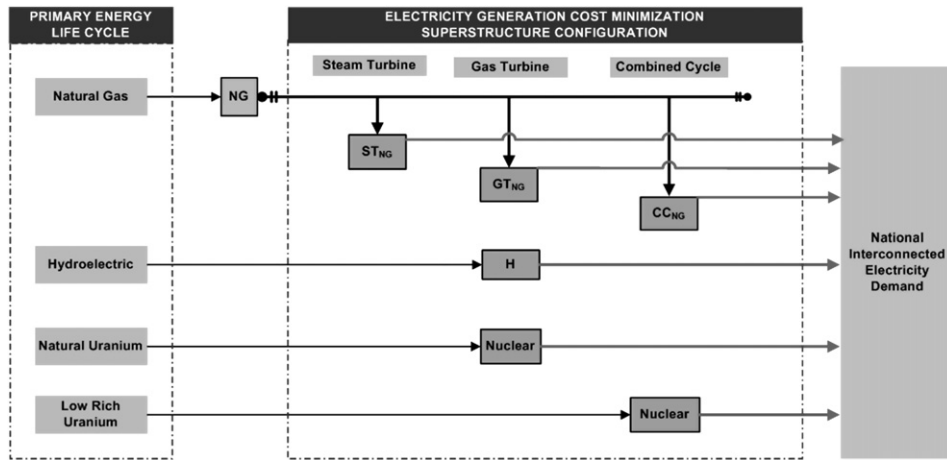 PRIMARY ENERGY
LIFE CYCLE
ELECTRICITY GENERATION COST MINIMIZATION
SUPERSTRUCTURE CONFIGURATION
Steam Turbine
Gas Turbine
Combined Cycle
Natural Gas
NG
STNG
GTNG
CCNG
Hydroelectric
H
National
Interconnected
Electricity
Demand
Natural Uranium
Nuclear
Low Rich
Uranium
Nuclear